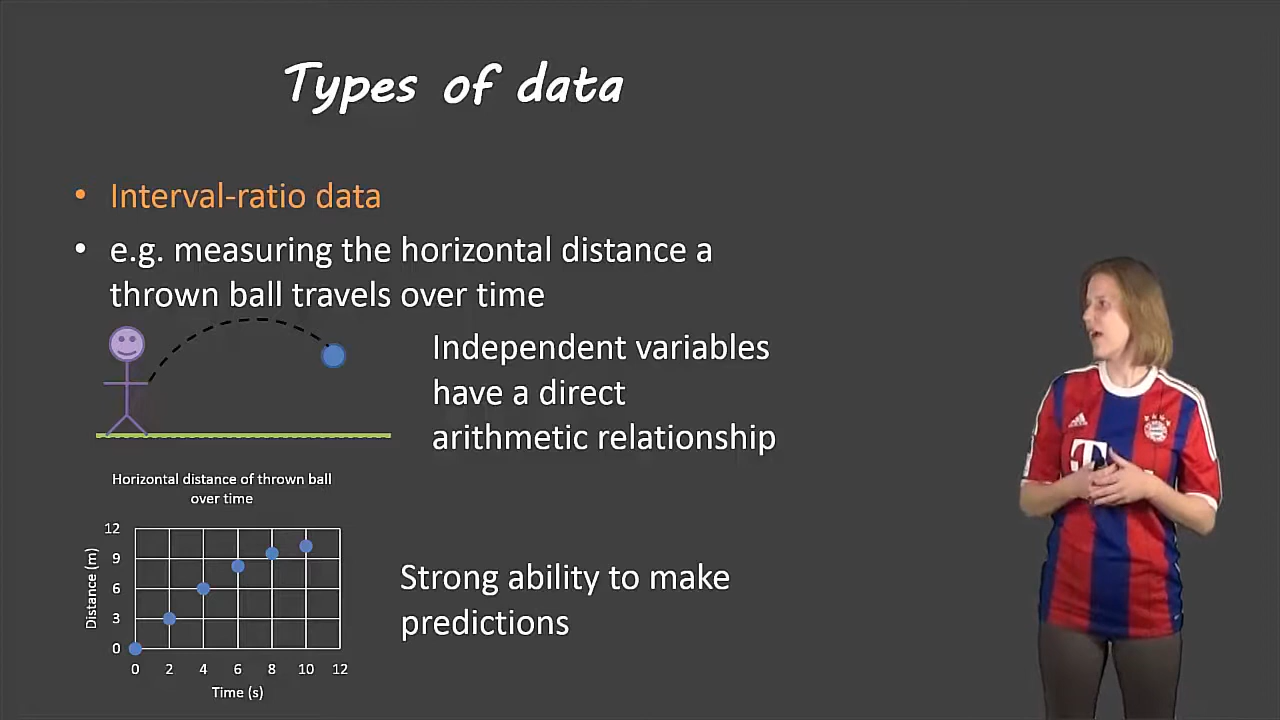 Types of data
• Interval-ratio data
• e.g. measuring the horizontal distance a
thrown ball travels over time
Independent variables
have a direct
arithmetic relationship
Horizontal distance of thrown ball
over time
Distance (m)
12
9
6
3
0
0 2 4 6 8 10 12
Time (s)
Strong ability to make
predictions
T